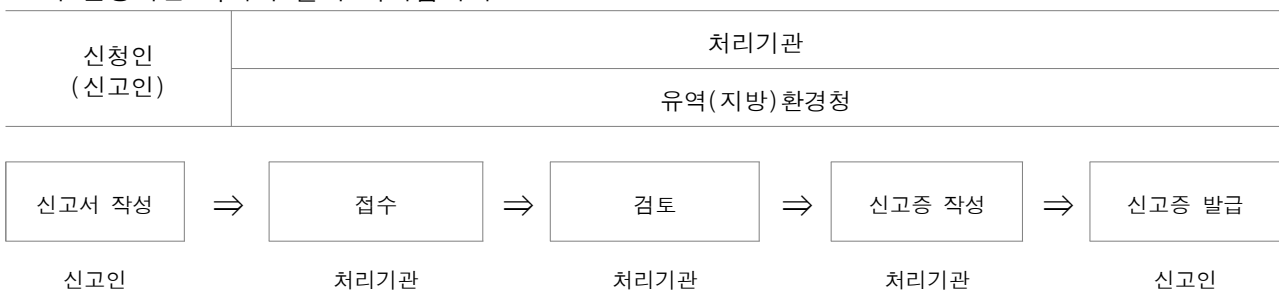 신청인
(신고인)
처리기관
유역(지방)환경청
신고서 작성 ⇒ 접수 ⇒ 검토 ⇒ 신고증 작성 ⇒ 신고증 발급
신고인 처리기관 처리기관 처리기관 신고인